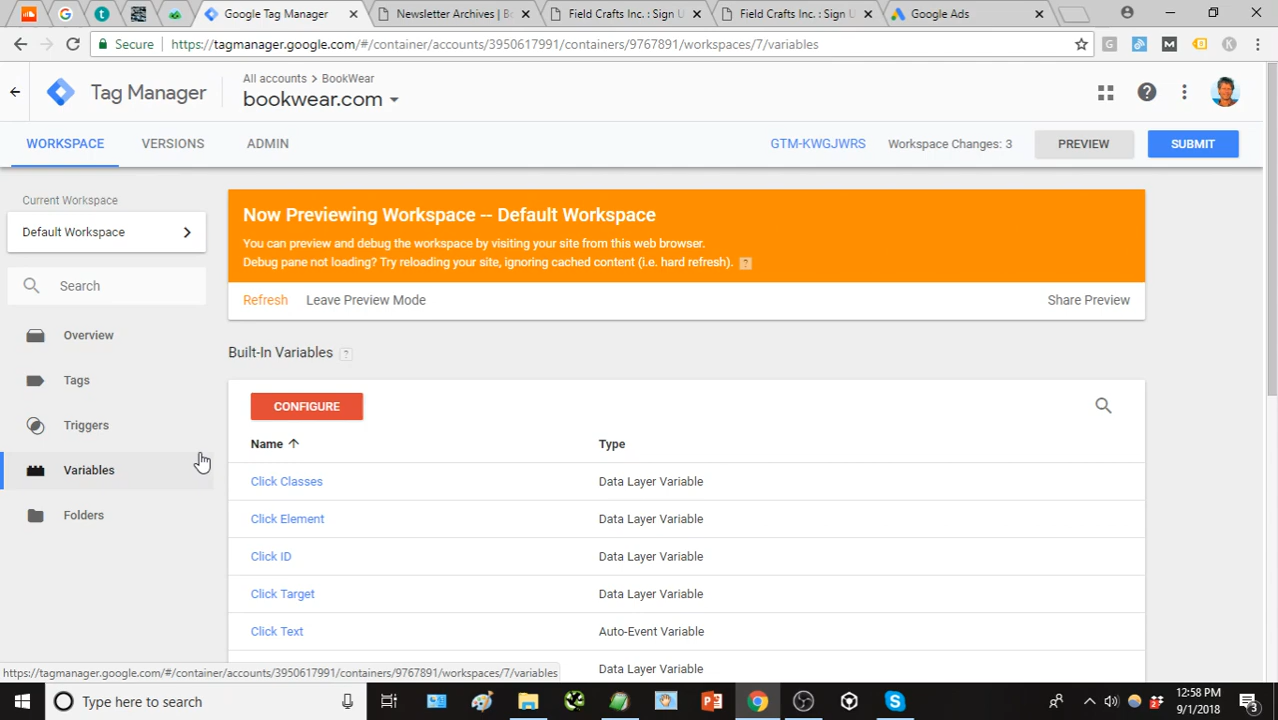 Google Tag Manager
Newsletter Archives | Bo
Field Crafts Inc. : Sign U
Field Crafts Inc. : Sign U
Google Ads
Secure
https://tagmanager.google.com/#/container/accounts/3950617991/containers/9767891/workspaces/7/variables
Tag Manager
All accounts > BookWear
bookwear.com
WORKSPACE
VERSIONS
ADMIN
GTM-KWGJWRS
Workspace Changes: 3
PREVIEW
SUBMIT
Current Workspace
Default Workspace
Search
Overview
Tags
Triggers
Variables
Folders
Now Previewing Workspace -- Default Workspace
You can preview and debug the workspace by visiting your site from this web browser.
Debug pane not loading? Try reloading your site, ignoring cached content (i.e. hard refresh). ?
Refresh
Leave Preview Mode
Share Preview
Built-In Variables ?
CONFIGURE
Name
Type
Click Classes
Data Layer Variable
Click Element
Data Layer Variable
Click ID
Data Layer Variable
Click Target
Data Layer Variable
Click Text
Auto-Event Variable
Data Layer Variable
https://tagmanager.google.com/#/container/accounts/3950617991/containers/9767891/workspaces/7/variables
Type here to search
12:58 PM
9/1/2018
3